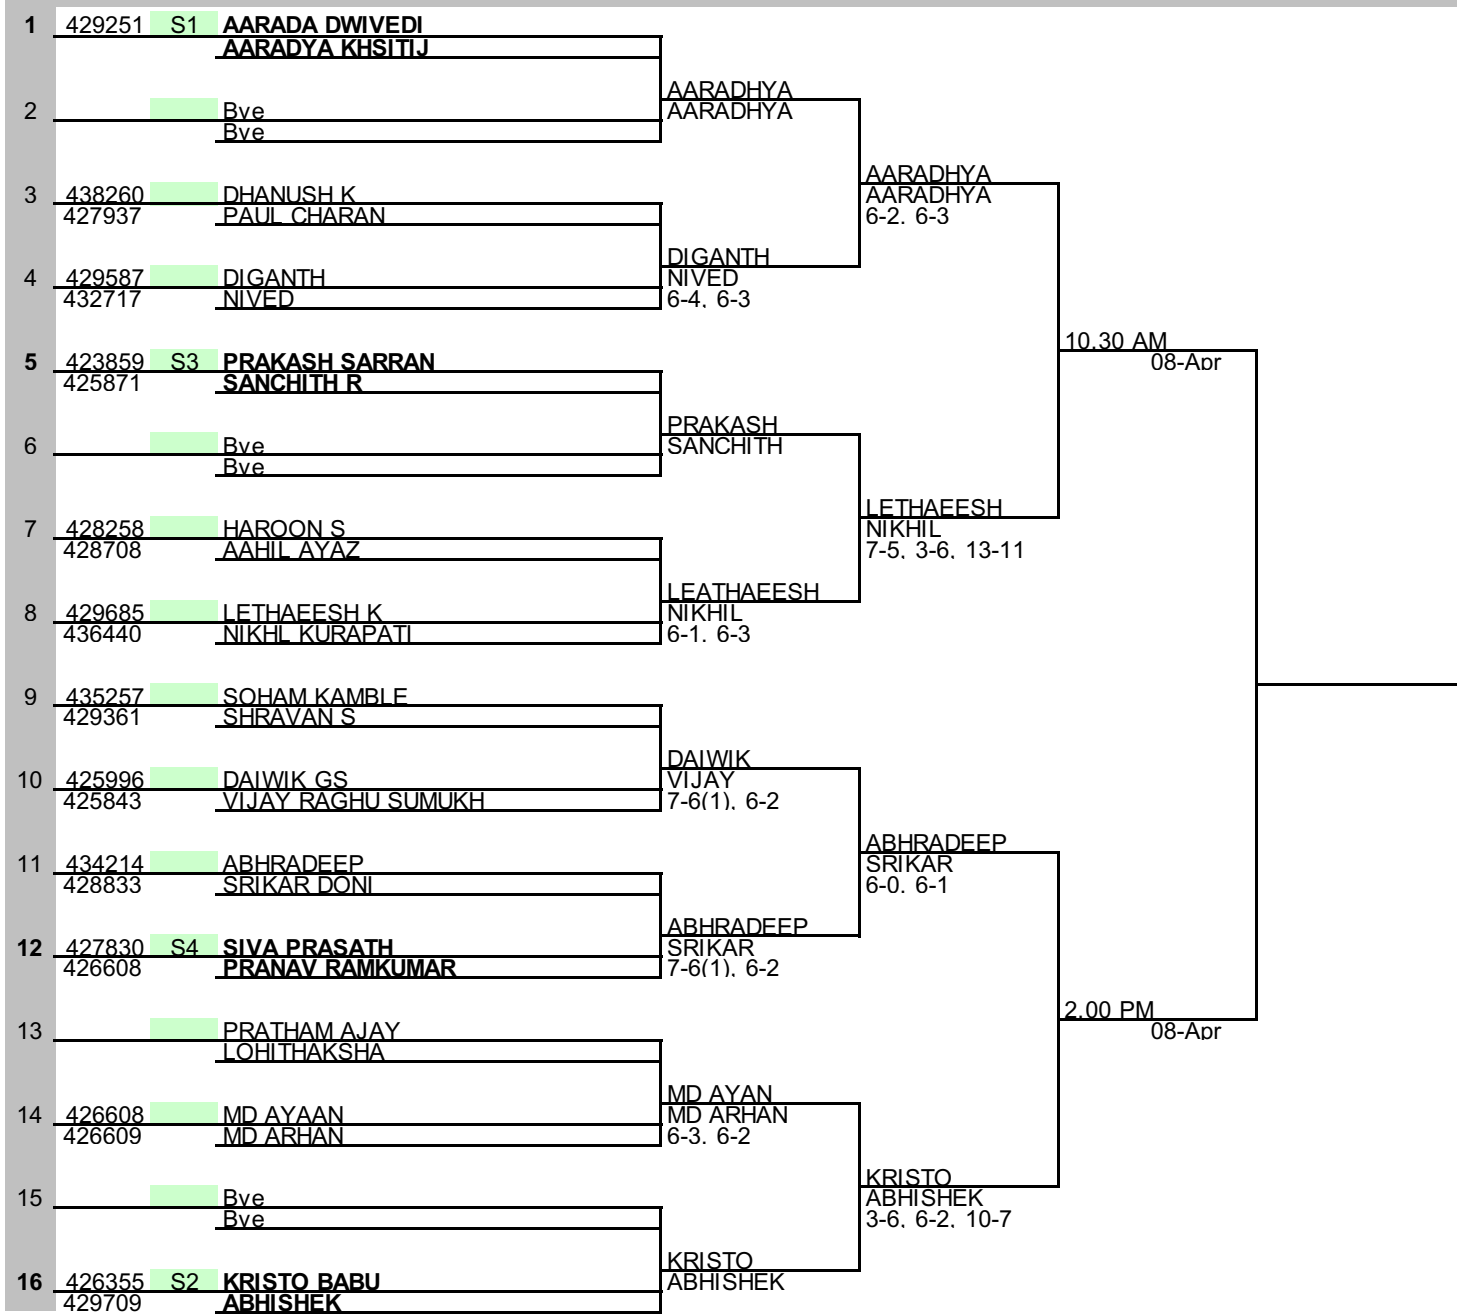 1 429251 S1 AARADA DWIVEDI
AARADYA KHSITIJ
AARADHYA
2 Bye AARADHYA
Bye
AARADHYA
3 438260 DHANUSH K AARADHYA
427937 PAUL CHARAN 6-2, 6-3
DIGANTH
4 429587 DIGANTH NIVED
432717 NIVED 6-4, 6-3
10.30 AM
5 423859 S3 PRAKASH SARRAN 08-Apr
425871 SANCHITH R
PRAKASH
6 Bye SANCHITH
Bye
LETHAEESH
7 428258 HAROON S NIKHIL
428708 AAHIL AYAZ 7-5, 3-6, 13-11
LEATHAEESH
8 429685 LETHAEESH K NIKHIL
436440 NIKHL KURAPATI 6-1, 6-3
9 435257 SOHAM KAMBLE
429361 SHRAVAN S
DAIWIK
10 425996 DAIWIK GS VIJAY
425843 VIJAY RAGHU SUMUKH 7-6(1), 6-2
ABHRADEEP
11 434214 ABHRADEEP SRIKAR
428833 SRIKAR DONI 6-0, 6-1
ABHRADEEP
12 427830 S4 SIVA PRASATH SRIKAR
426608 PRANAV RAMKUMAR 7-6(1), 6-2
2.00 PM
13 PRATHAM AJAY 08-Apr
LOHITHAKSHA
MD AYAN
14 426608 MD AYAAN MD ARHAN
426609 MD ARHAN 6-3, 6-2
KRISTO
15 Bye ABHISHEK
Bye 3-6, 6-2, 10-7
KRISTO
16 426355 S2 KRISTO BABU ABHISHEK
429709 ABHISHEK